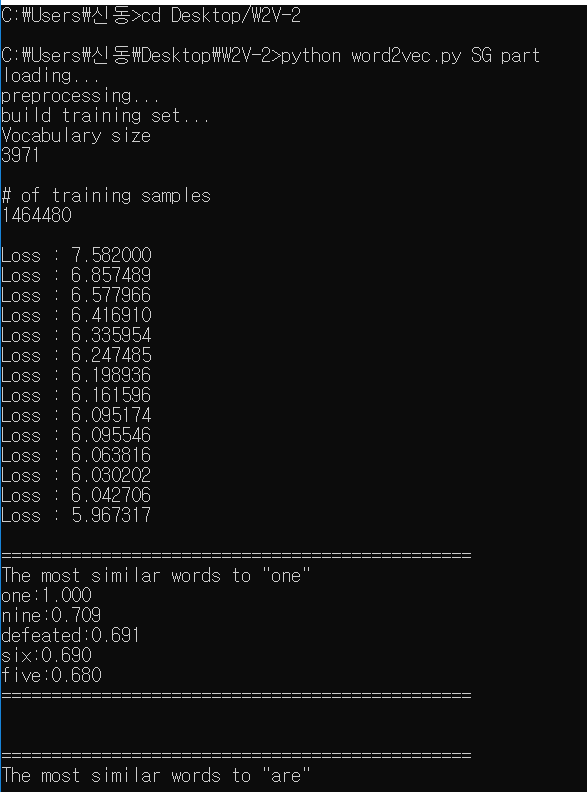 C:₩Users₩신동>cd Desktop/W2V-2
C:₩Users₩신동₩Desktop₩W2V-2>python word2vec.py SG part
loading...
preprocessing...
build training set...
Vocabulary size
3971
# of training samples
1464480
Loss : 7.582000
Loss : 6.857489
Loss : 6.577966
Loss : 6.416910
Loss : 6.335954
Loss : 6.247485
Loss : 6.198936
Loss : 6.161596
Loss : 6.095174
Loss : 6.095546
Loss : 6.063816
Loss : 6.030202
Loss : 6.042706
Loss : 5.967317
===============================================
The most similar words to "one"
one:1.000
nine:0.709
defeated:0.691
six:0.690
five:0.680
===============================================
===============================================
The most similar words to "are"